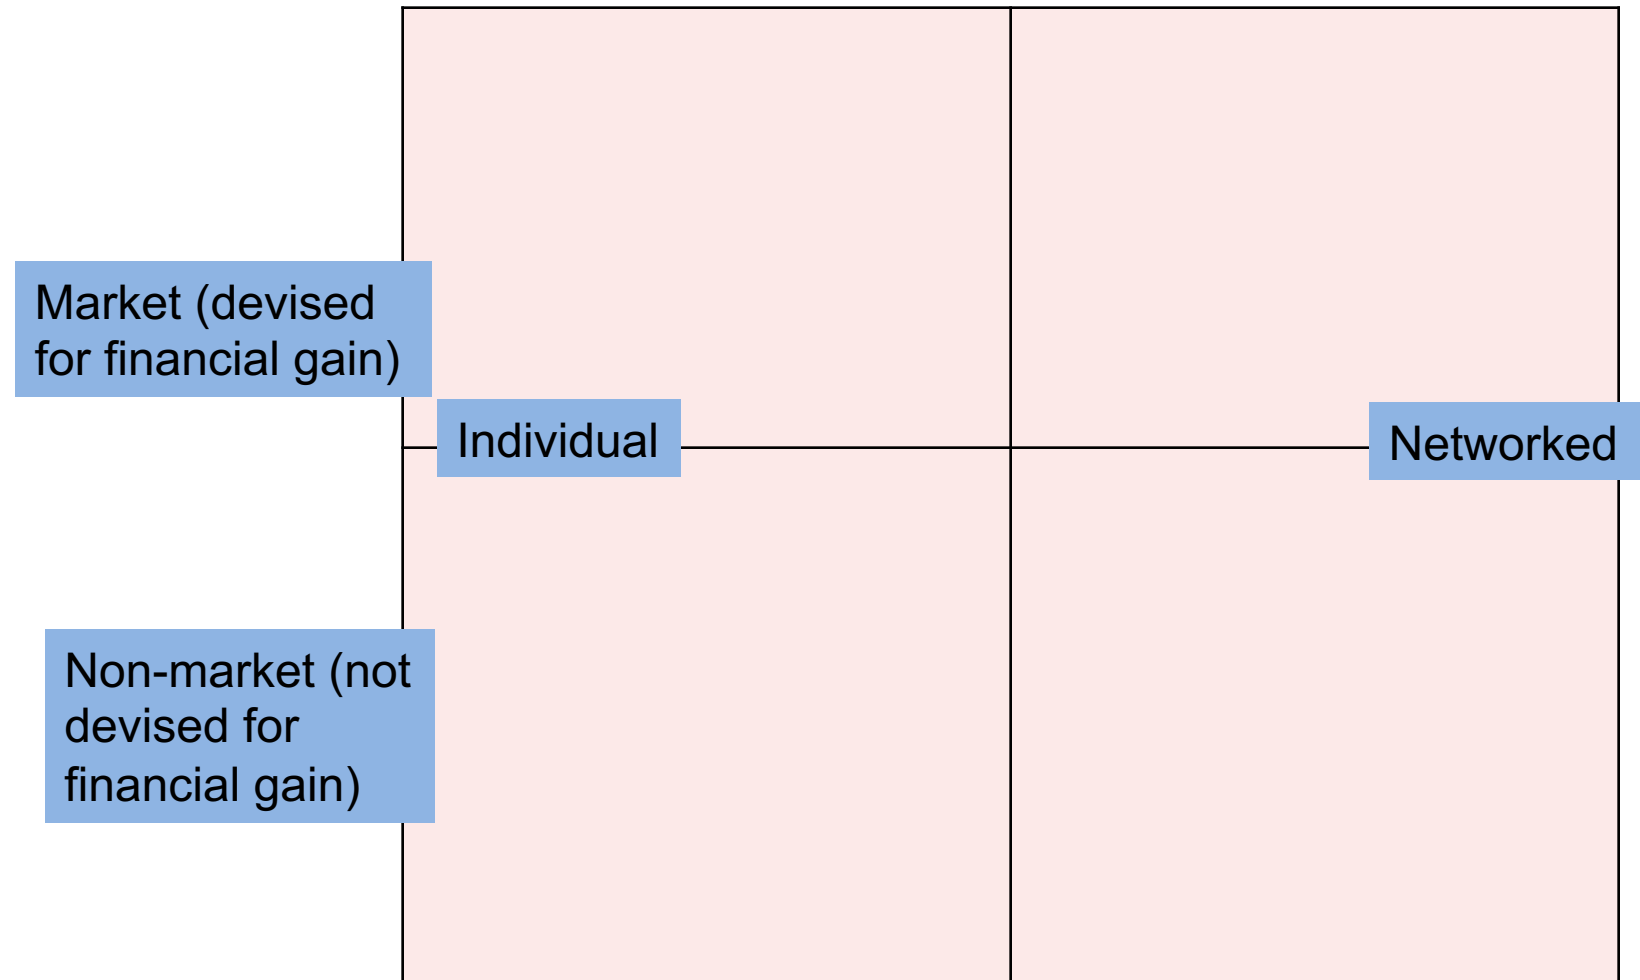 Market (devised
for financial gain)
Individual
Networked
Non-market (not
devised for
financial gain)